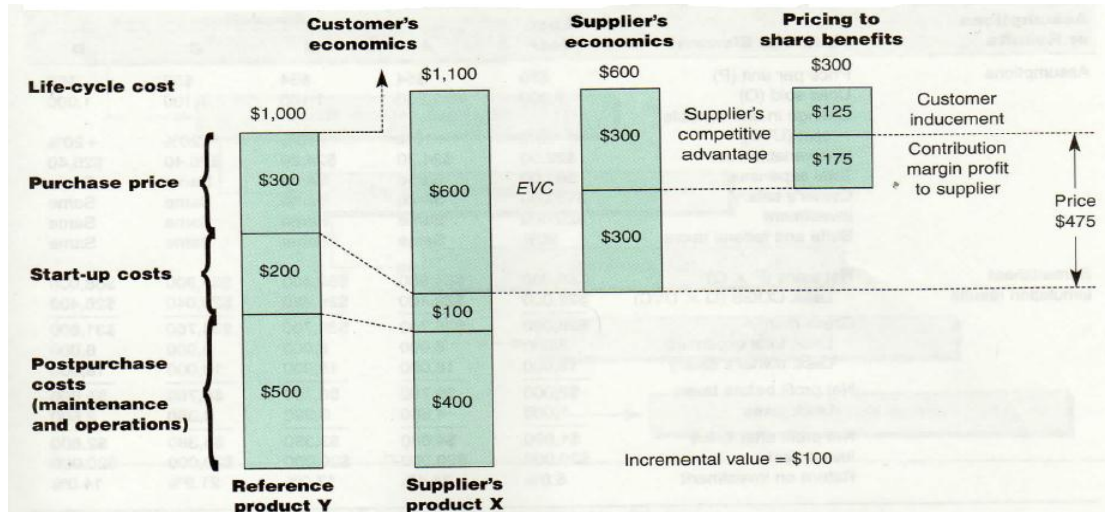 Customer's
economics
Supplier's
economics
Pricing to
share benefits
Life-cycle cost
$1,000
$1,100
$600
$300
Purchase price
$300
$600
EVC
$300
Supplier's
competitive
advantage
$125
Customer
inducement
$175
Contribution
margin profit
to supplier
Price
$475
Start-up costs
$200
$100
$300
Postpurchase
costs
(maintenance
and operations)
$500
$400
Incremental value = $100
Reference
product Y
Supplier's
product X